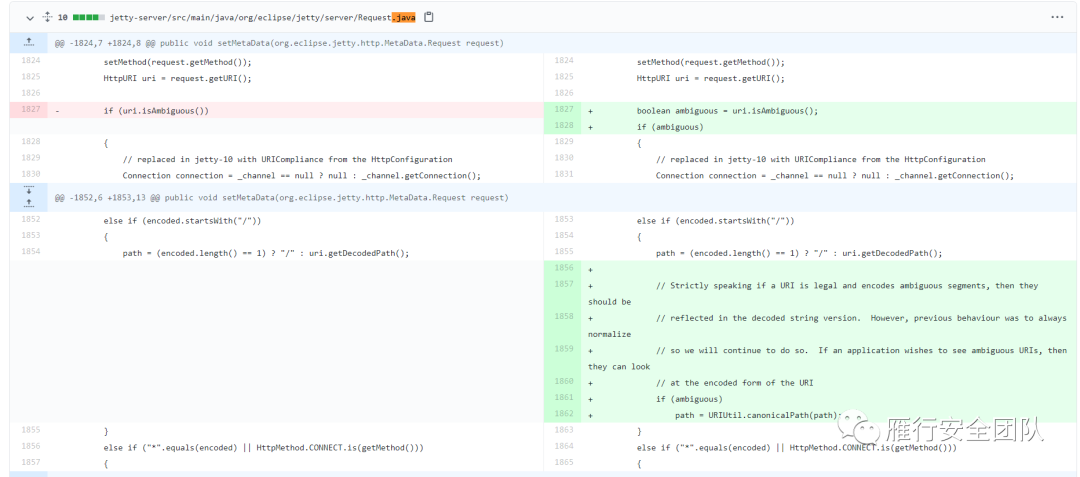 10 jetty-server/src/main/java/org/eclipse/jetty/server/Request.java
@@ -1824,7 +1824,8 @@ public void setMetaData(org.eclipse.jetty.http.MetaData.Request request)
1824 setMethod(request.getMethod()); 1824 setMethod(request.getMethod());
1825 HttpURI uri = request.getURI(); 1825 HttpURI uri = request.getURI();
1826 1826
1827 - if (uri.isAmbiguous()) 1827 + boolean ambiguous = uri.isAmbiguous();
1828 + if (ambiguous)
1828 { 1829 {
1829 // replaced in jetty-10 with URICompliance from the HttpConfiguration 1830 // replaced in jetty-10 with URICompliance from the HttpConfiguration
1830 Connection connection = _channel == null ? null : _channel.getConnection(); 1831 Connection connection = _channel == null ? null : _channel.getConnection();
@@ -1852,6 +1853,13 @@ public void setMetaData(org.eclipse.jetty.http.MetaData.Request request)
1852 else if (encoded.startsWith("/")) 1853 else if (encoded.startsWith("/"))
1853 { 1854 {
1854 path = (encoded.length() == 1) ? "/" : uri.getDecodedPath(); 1855 path = (encoded.length() == 1) ? "/" : uri.getDecodedPath();
1856 +
1857 + // Strictly speaking if a URI is legal and encodes ambiguous segments, then they
should be
1858 + // reflected in the decoded string version. However, previous behaviour was to always
normalize
1859 + // so we will continue to do so. If an application wishes to see ambiguous URIs, then
they can look
1860 + // at the encoded form of the URI
1861 + if (ambiguous)
1862 + path = URIUtil.canonicalPath(path);
雁行安全团队
1855 } 1863 }
1856 else if ("*".equals(encoded) || HttpMethod.CONNECT.is(getMethod())) 1864 else if ("*".equals(encoded) || HttpMethod.CONNECT.is(getMethod()))
1857 { 1865 {